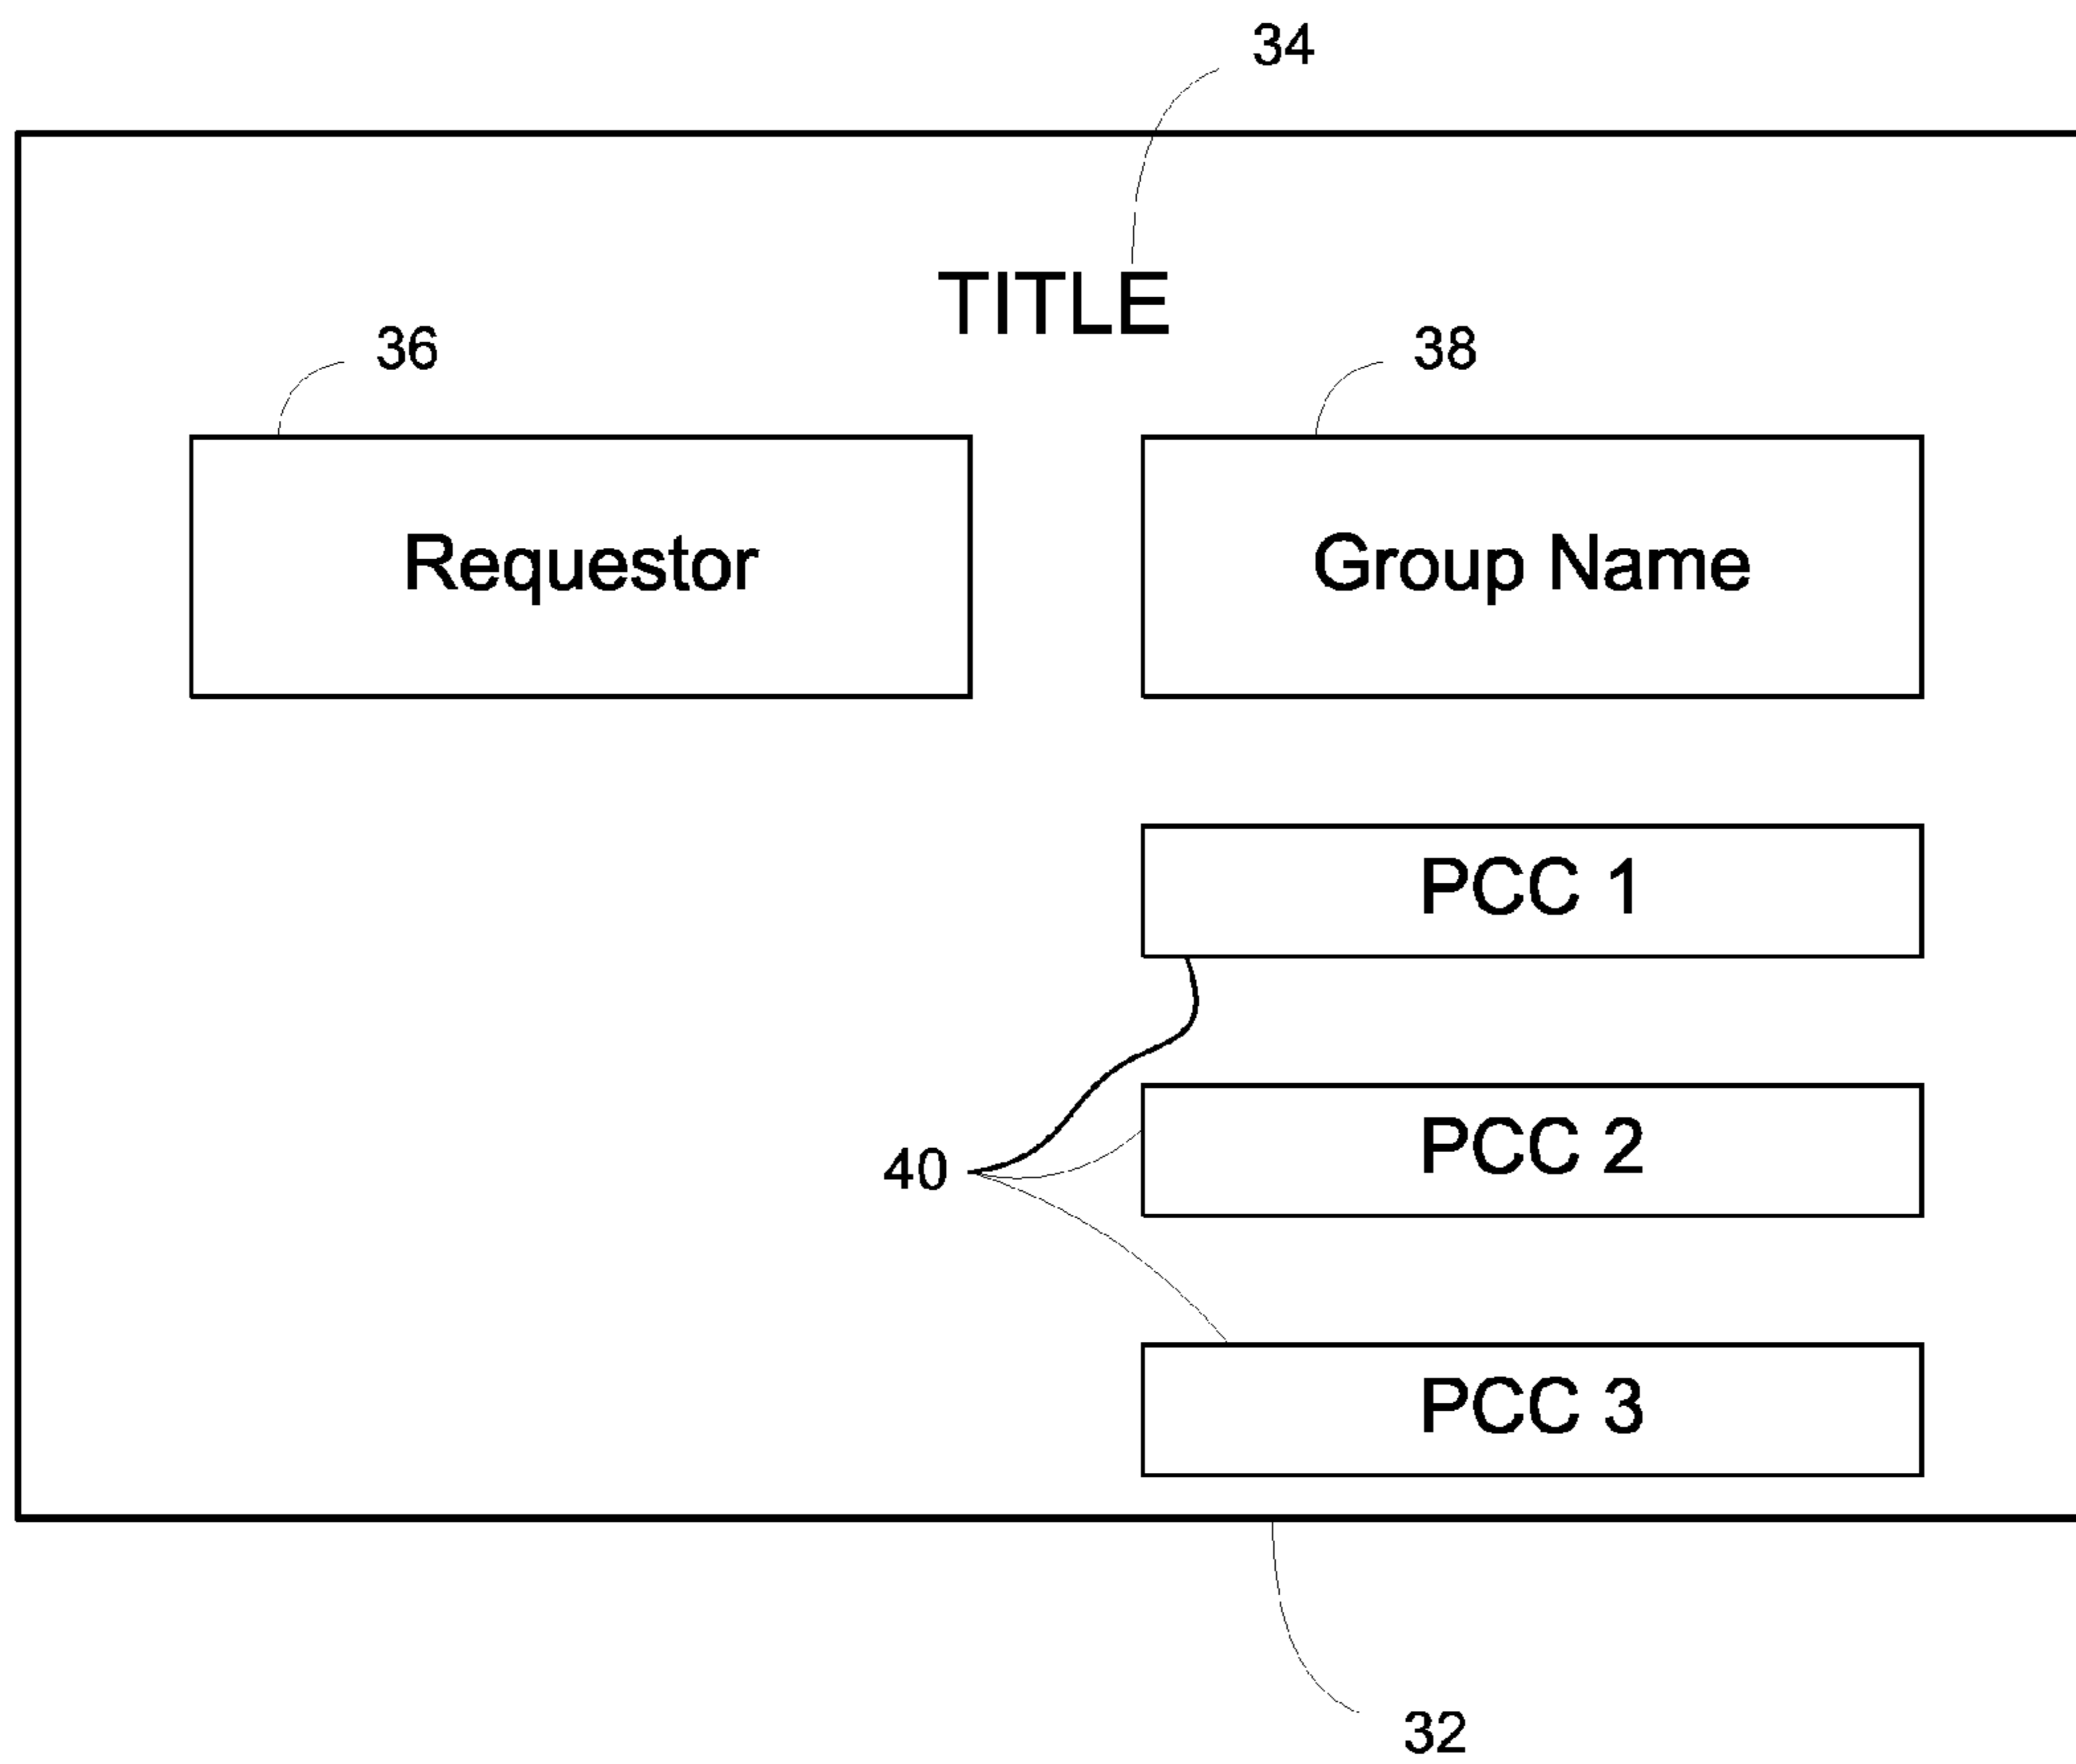 34
TITLE
36
38
Requestor
Group Name
PCC 1
40
PCC 2
PCC 3
32